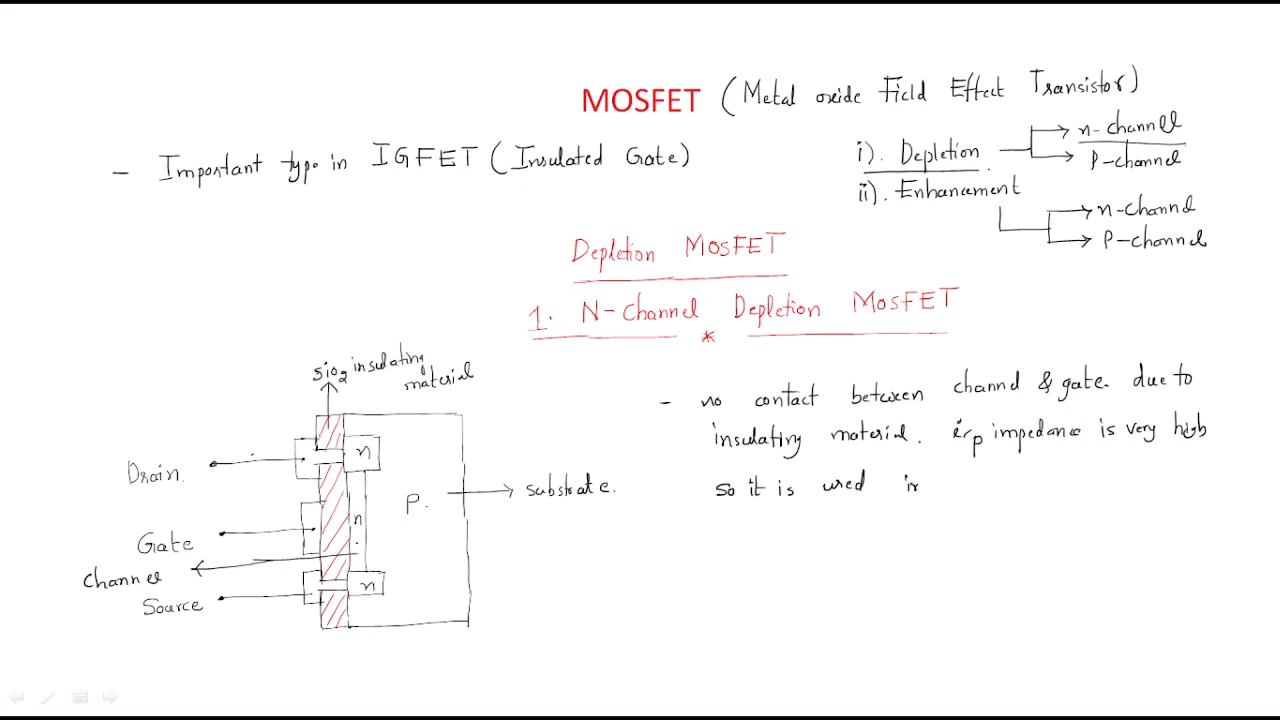 MOSFET (Metal oxide Field Effect Transistor)
- Important type in IGFET (Insulated Gate)
i). Depletion
n-channel
P-channel
ii). Enhancement
n-channel
P-channel
Depletion MOSFET
1. N-Channel Depletion MOSFET
*
SiO2 insulating
material
Drain.
Gate
Channel
Source
n
n
n
P.
substrate.
- no contact between channel & gate due to
insulating material. i/p impedance is very high
so it is used in